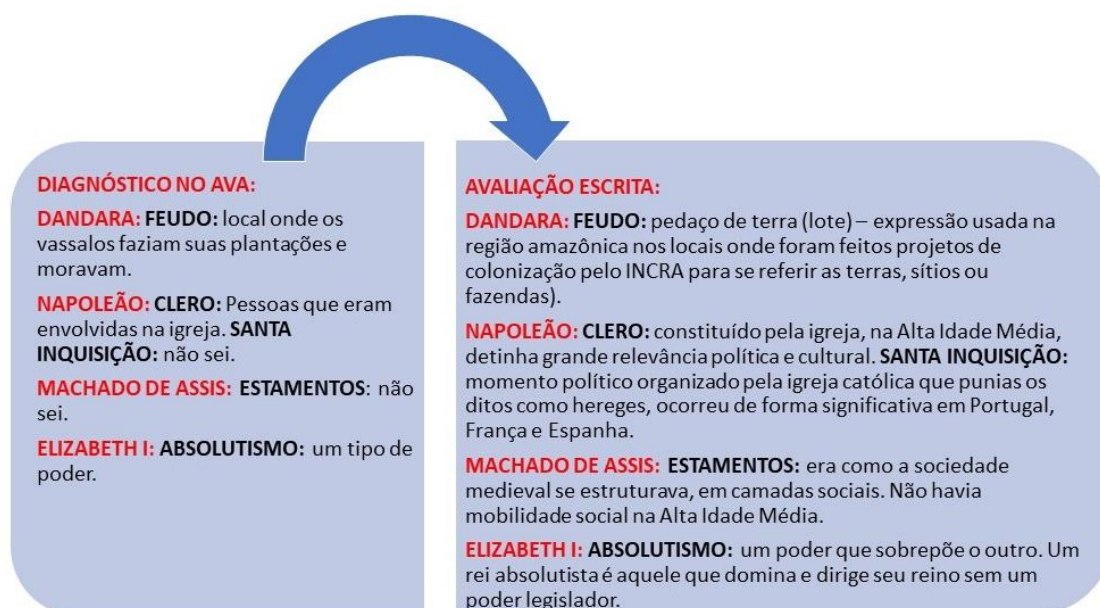 DIAGNÓSTICO NO AVA:
DANDARA: FEUDO: local onde os
vassalos faziam suas plantações e
moravam.
NAPOLEÃO: CLERO: Pessoas que eram
envolvidas na igreja. SANTA
INQUISIÇÃO: não sei.
MACHADO DE ASSIS: ESTAMENTOS: não
sei.
ELIZABETH I: ABSOLUTISMO: um tipo de
poder.
AVALIAÇÃO ESCRITA:
DANDARA: FEUDO: pedaço de terra (lote) – expressão usada na
região amazônica nos locais onde foram feitos projetos de
colonização pelo INCRA para se referir as terras, sítios ou
fazendas).
NAPOLEÃO: CLERO: constituído pela igreja, na Alta Idade Média,
detinha grande relevância política e cultural. SANTA INQUISIÇÃO:
momento político organizado pela igreja católica que punias os
ditos como hereges, ocorreu de forma significativa em Portugal,
França e Espanha.
MACHADO DE ASSIS: ESTAMENTOS: era como a sociedade
medieval se estruturava, em camadas sociais. Não havia
mobilidade social na Alta Idade Média.
ELIZABETH I: ABSOLUTISMO: um poder que sobrepõe o outro. Um
rei absolutista é aquele que domina e dirige seu reino sem um
poder legislador.